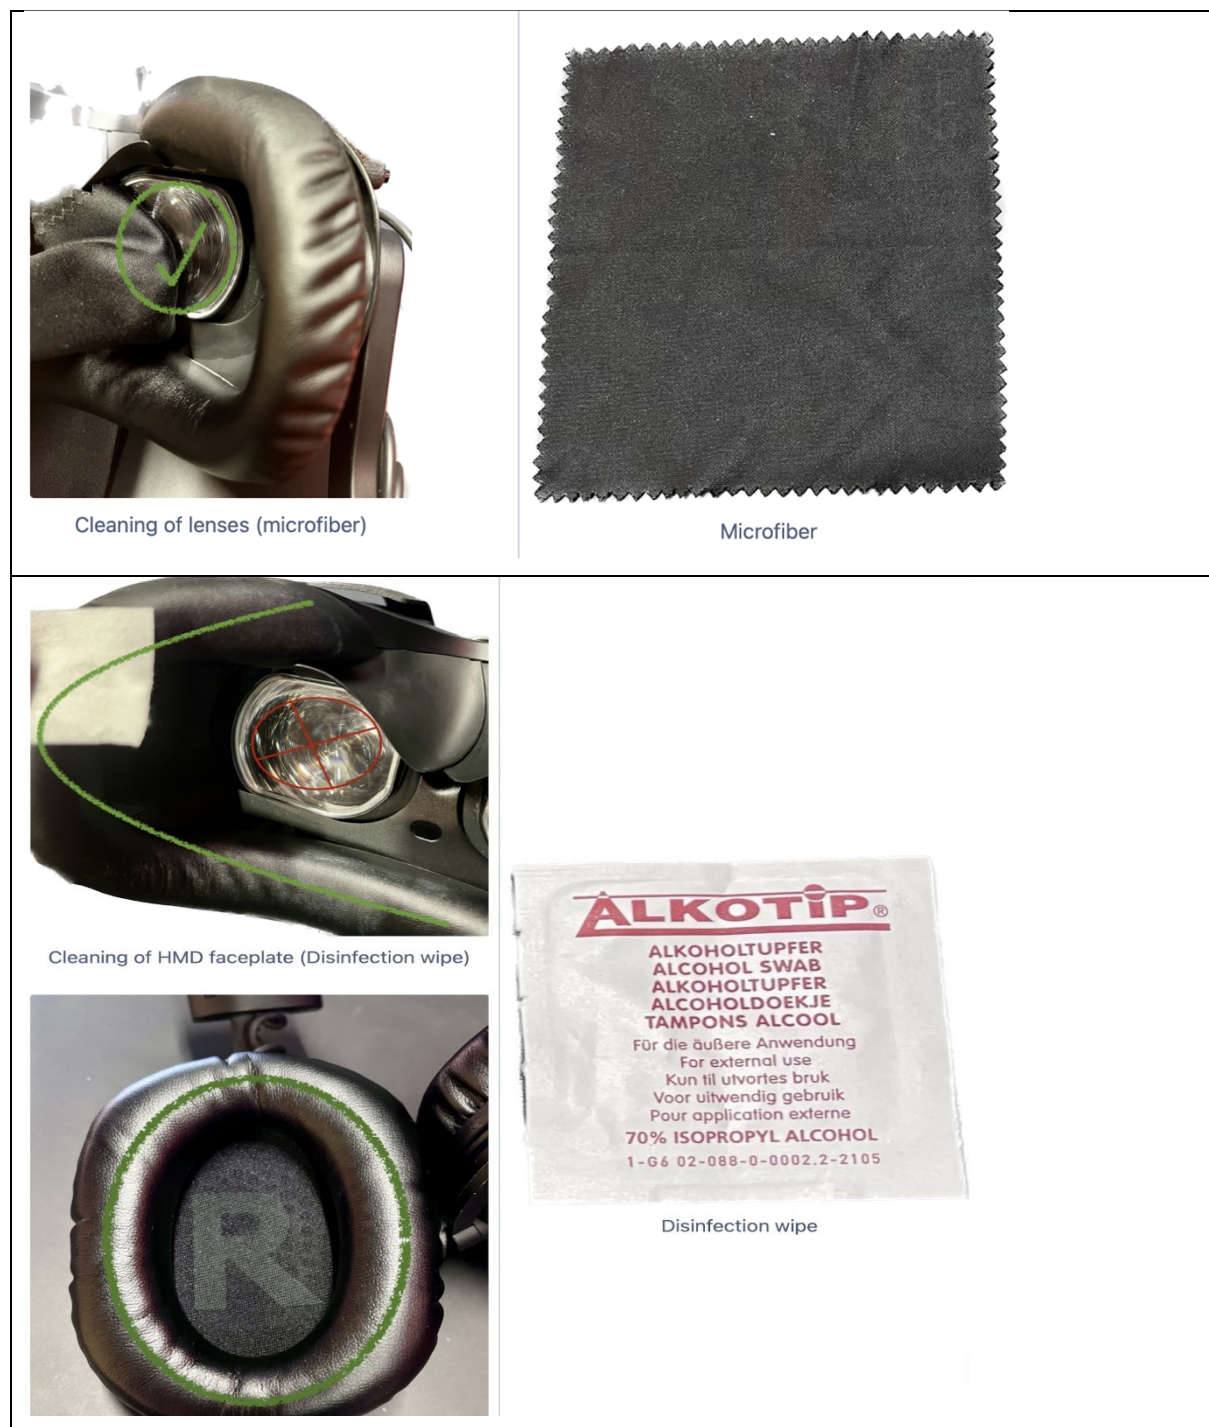 Cleaning of lenses (microfiber)
Microfiber
Cleaning of HMD faceplate (Disinfection wipe)
R
ALKOTIP®
ALKOHOLTUPFER
ALCOHOL SWAB
ALKOHOLTUPFER
ALCOHOLDOEKJE
TAMPONS ALCOOL
Für die äußere Anwendung
For external use
Kun til utvortes bruk
Voor uitwendig gebruik
Pour application externe
70% ISOPROPYL ALCOHOL
1-G6 02-088-0-0002.2-2105
Disinfection wipe